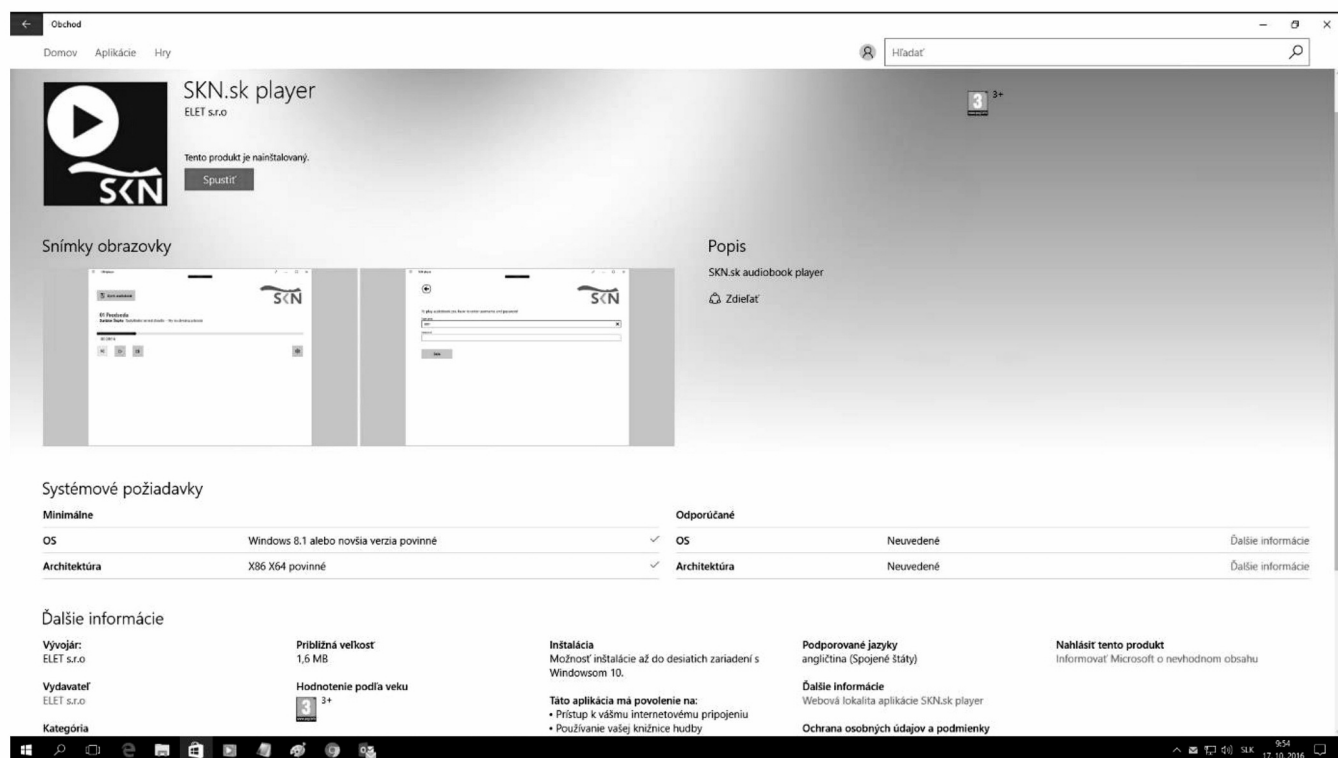 Obchod
Domov Aplikácie Hry
Hľadať
SKN.sk player
ELET s.r.o
3 3+
Tento produkt je nainštalovaný.
Spustiť
SKN
Snímky obrazovky
Popis
SKN.sk audiobook player
Zdieľať
SKN
01 Predzveda
SKN
Systémové požiadavky
Minimálne
OS Windows 8.1 alebo novšia verzia povinné
Architektúra X86 X64 povinné
Odporúčané
OS Neuvedené Ďalšie informácie
Architektúra Neuvedené Ďalšie informácie
Ďalšie informácie
Vývojár:
ELET s.r.o
Vydavateľ
ELET s.r.o
Kategória
Približná veľkosť
1,6 MB
Hodnotenie podľa veku
3 3+
Inštalácia
Možnosť inštalácie až do desiatich zariadení s
Windowsom 10.
Táto aplikácia má povolenie na:
• Prístup k vášmu internetovému pripojeniu
• Používanie vašej knižnice hudby
Podporované jazyky
angličtina (Spojené štáty)
Ďalšie informácie
Webová lokalita aplikácie SKN.sk player
Ochrana osobných údajov a podmienky
Nahlásiť tento produkt
Informovať Microsoft o nevhodnom obsahu
SLK
9:54
17. 10. 2016